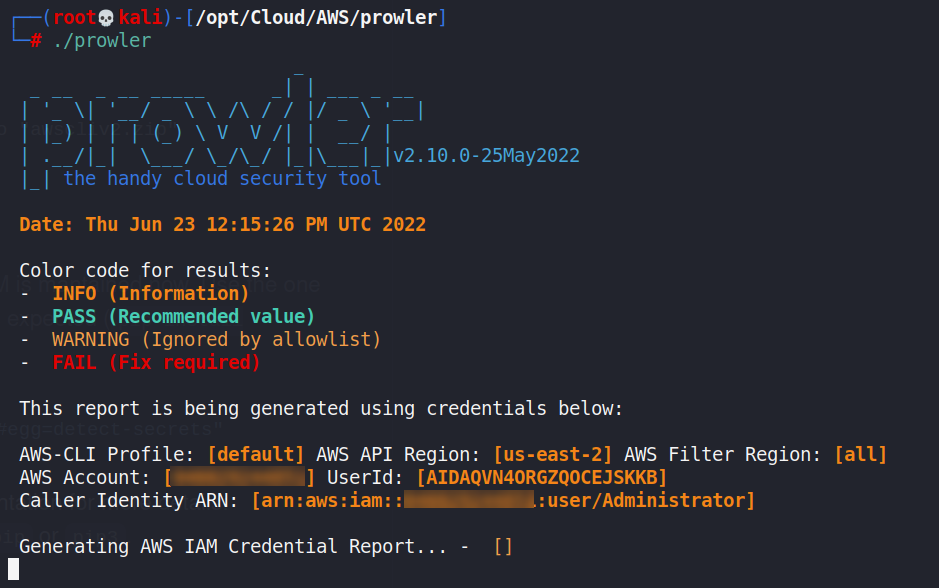 ┌──(root💀kali)-[/opt/Cloud/AWS/prowler]
└─# ./prowler
prowler v2.10.0-25May2022
the handy cloud security tool
Date: Thu Jun 23 12:15:26 PM UTC 2022
Color code for results:
- INFO (Information)
- PASS (Recommended value)
- WARNING (Ignored by allowlist)
- FAIL (Fix required)
This report is being generated using credentials below:
AWS-CLI Profile: [default] AWS API Region: [us-east-2] AWS Filter Region: [all]
AWS Account: [] UserId: [AIDAQVN4ORGZQOCEJSKKB]
Caller Identity ARN: [arn:aws:iam:::user/Administrator]
Generating AWS IAM Credential Report... - []